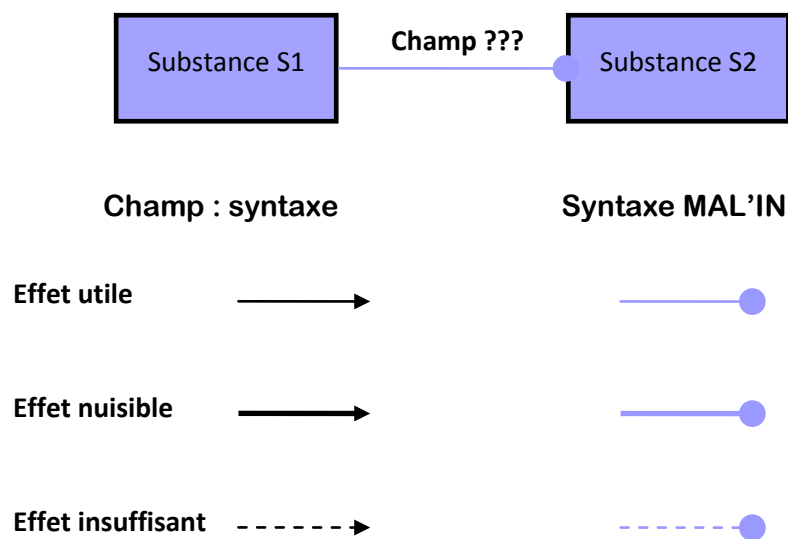 Substance S1
Champ ???
Substance S2
Champ : syntaxe
Syntaxe MAL'IN
Effet utile
Effet nuisible
Effet insuffisant